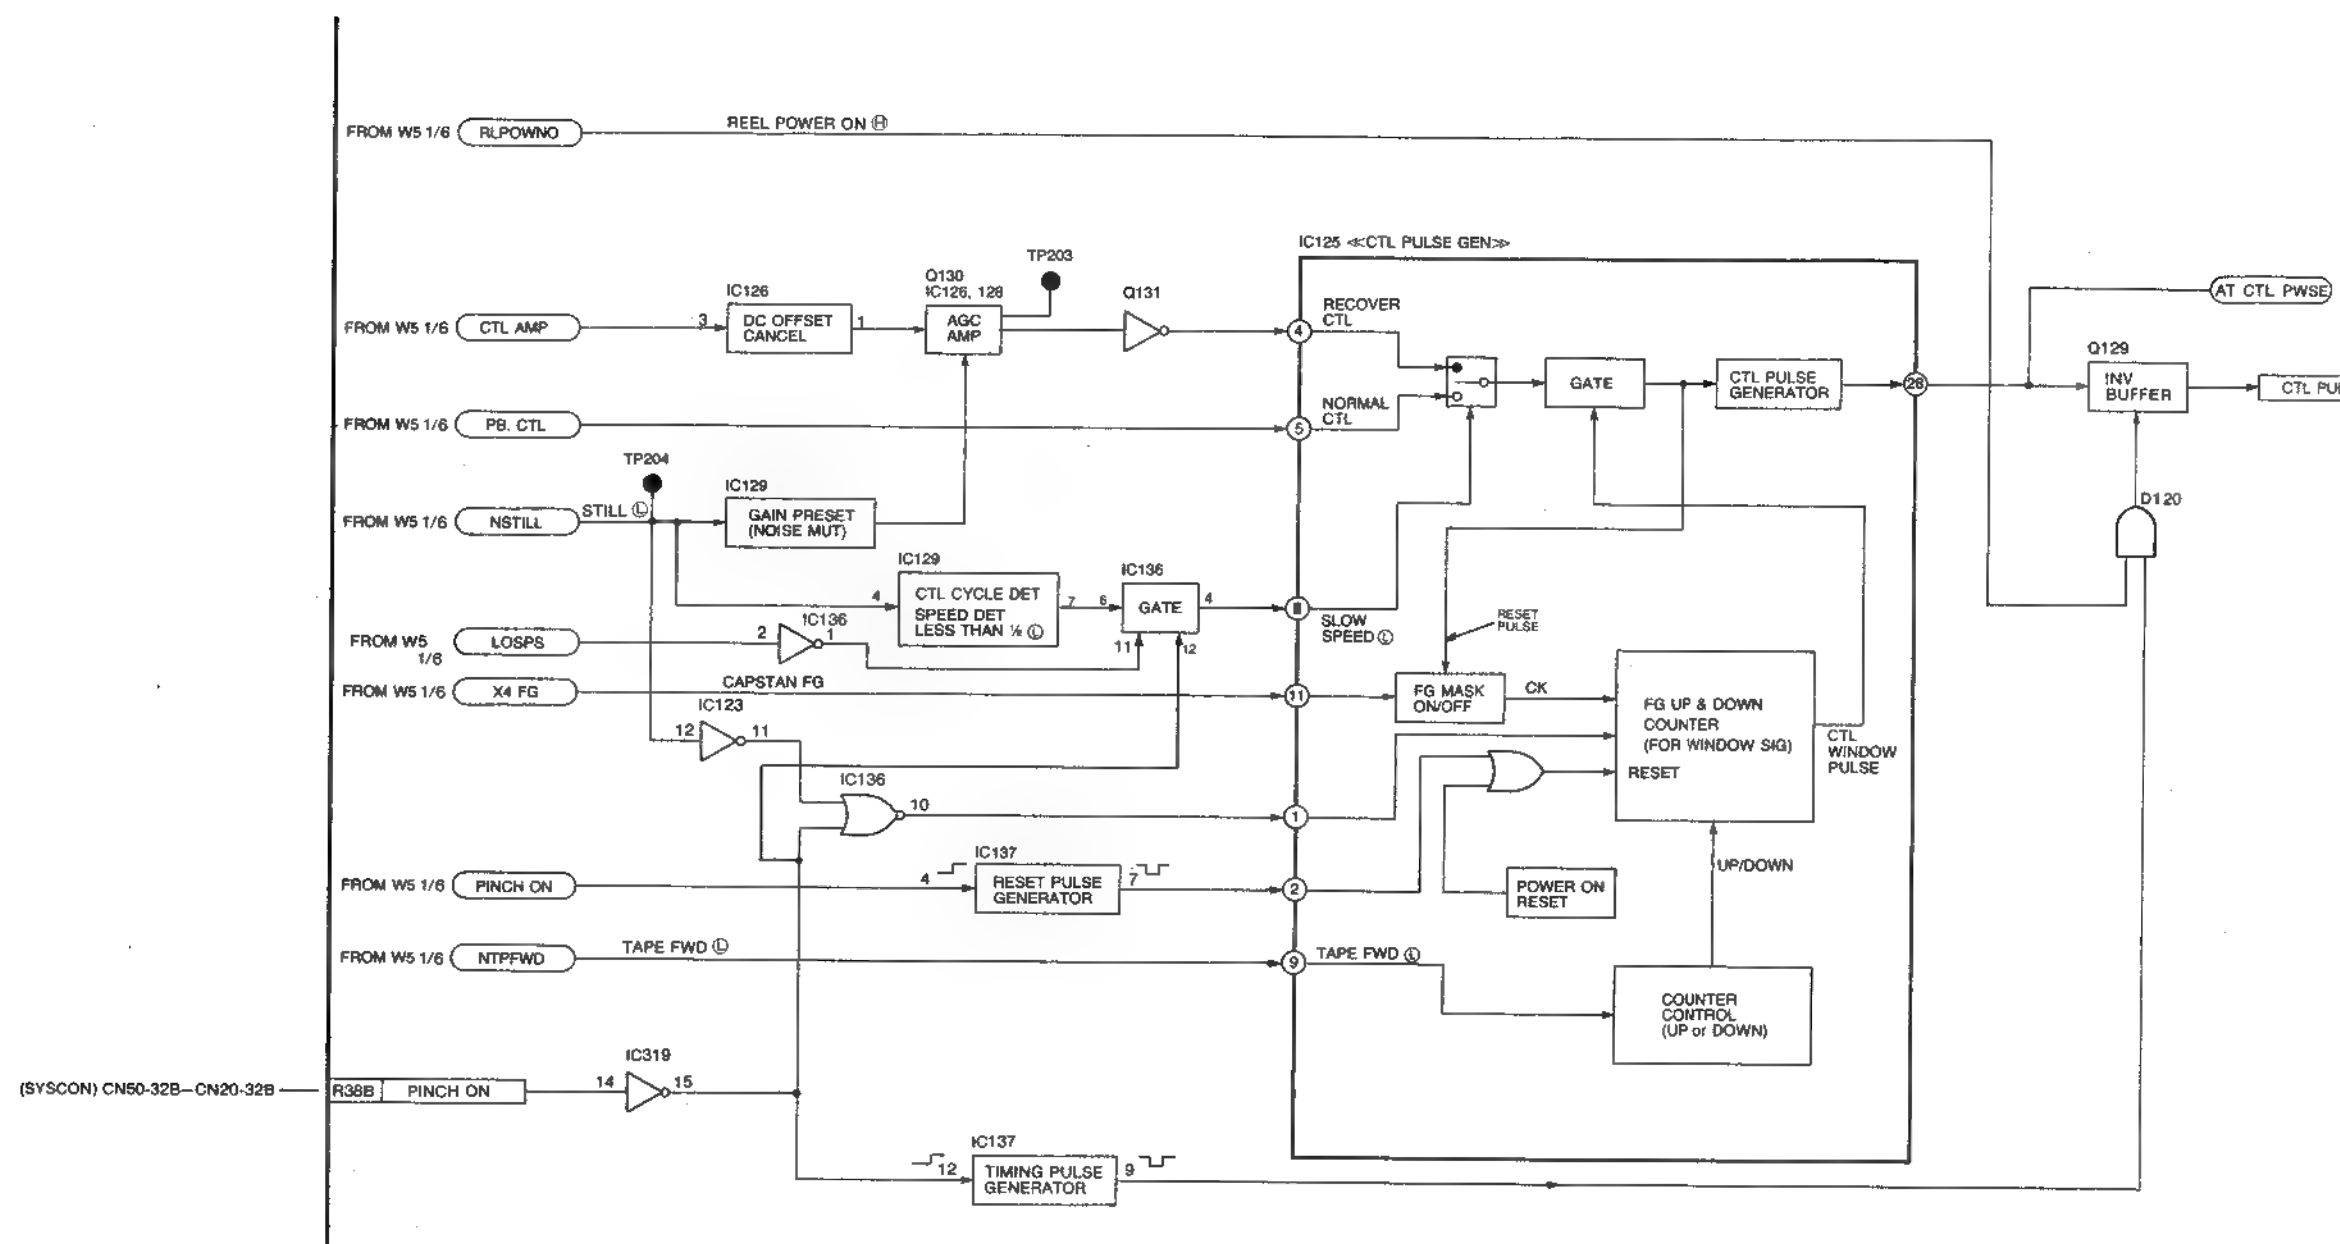 FROM W5 1/6 RLPOWNO
REEL POWER ON Ⓗ
IC125 ≪CTL PULSE GEN≫
TP203
Q130
IC126, 128
IC126
Q131
FROM W5 1/6 CTL AMP
3
DC OFFSET
CANCEL
1
AGC
AMP
4
RECOVER
CTL
AT CTL PWSE
Q129
INV
BUFFER
GATE
CTL PULSE
GENERATOR
28
FROM W5 1/6 PB. CTL
5
NORMAL
CTL
TP204
FROM W5 1/6 NSTILL
STILL Ⓛ
IC129
GAIN PRESET
(NOISE MUT)
D120
IC129
CTL CYCLE DET
SPEED DET
LESS THAN
4
7
6
IC136
GATE
4
11
12
SLOW
SPEED Ⓛ
RESET
PULSE
FROM W5
1/6
LOSPS
2
IC136
1
FROM W5 1/6 X4 FG
CAPSTAN FG
11
FG MASK
ON/OFF
CK
FG UP & DOWN
COUNTER
(FOR WINDOW SIG)
RESET
CTL
WINDOW
PULSE
IC123
12
11
IC136
10
1
FROM W5 1/6 PINCH ON
4
IC137
RESET PULSE
GENERATOR
7
2
POWER ON
RESET
UP/DOWN
FROM W5 1/6 NTPFWD
TAPE FWD Ⓛ
9
TAPE FWD Ⓛ
COUNTER
CONTROL
(UP or DOWN)
IC319
(SYSCON) CN50-32B–CN20-32B
R38B PINCH ON
14
15
IC137
12
TIMING PULSE
GENERATOR
9